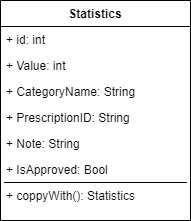 Statistics
+ id: int
+ Value: int
+ CategoryName: String
+ PrescriptionID: String
+ Note: String
+ IsApproved: Bool
+ coppyWith(): Statistics